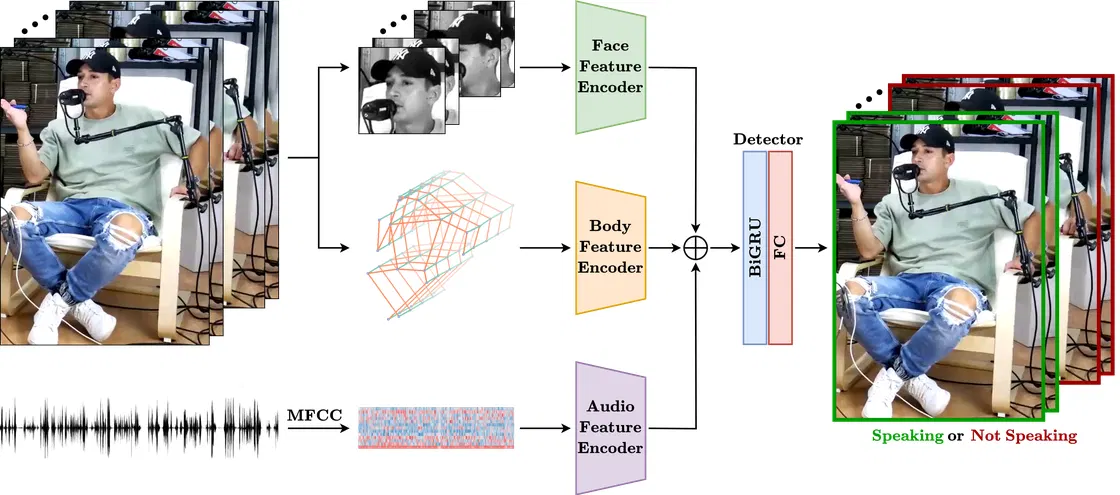 Face
Feature
Encoder
Detector
Body
Feature
Encoder
BiGRU
FC
MFCC
Audio
Feature
Encoder
Speaking or Not Speaking